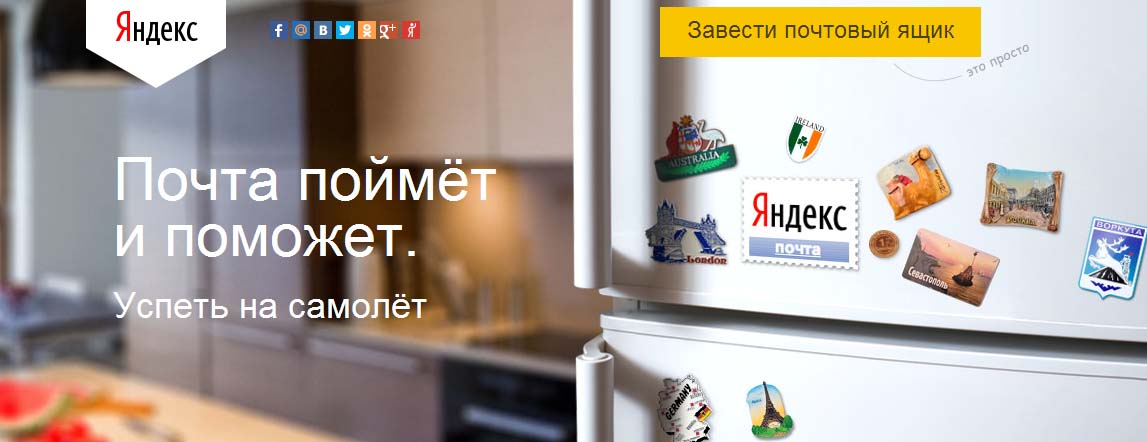 Яндекс
Завести почтовый ящик
это просто
Почта поймёт
и поможет.
Успеть на самолёт
IRELAND
AUSTRALIA
Яндекс
почта
London
ВОРКУТА
Севастополь
GERMANY